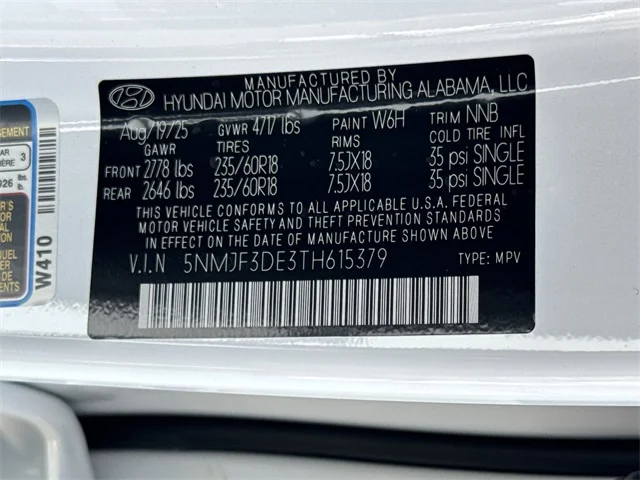 MANUFACTURED BY
HYUNDAI MOTOR MANUFACTURING ALABAMA, LLC
Aug/19/25 GVWR 4717 lbs PAINT W6H TRIM NNB
GAWR TIRES RIMS COLD TIRE INFL
FRONT 2778 lbs 235/60R18 7.5JX18 35 psi SINGLE
REAR 2646 lbs 235/60R18 7.5JX18 35 psi SINGLE
THIS VEHICLE CONFORMS TO ALL APPLICABLE U.S.A. FEDERAL
MOTOR VEHICLE SAFETY AND THEFT PREVENTION STANDARDS
IN EFFECT ON THE DATE OF MANUFACTURE SHOWN ABOVE.
V.I.N 5NMJF3DE3TH615379 TYPE: MPV
W410
3